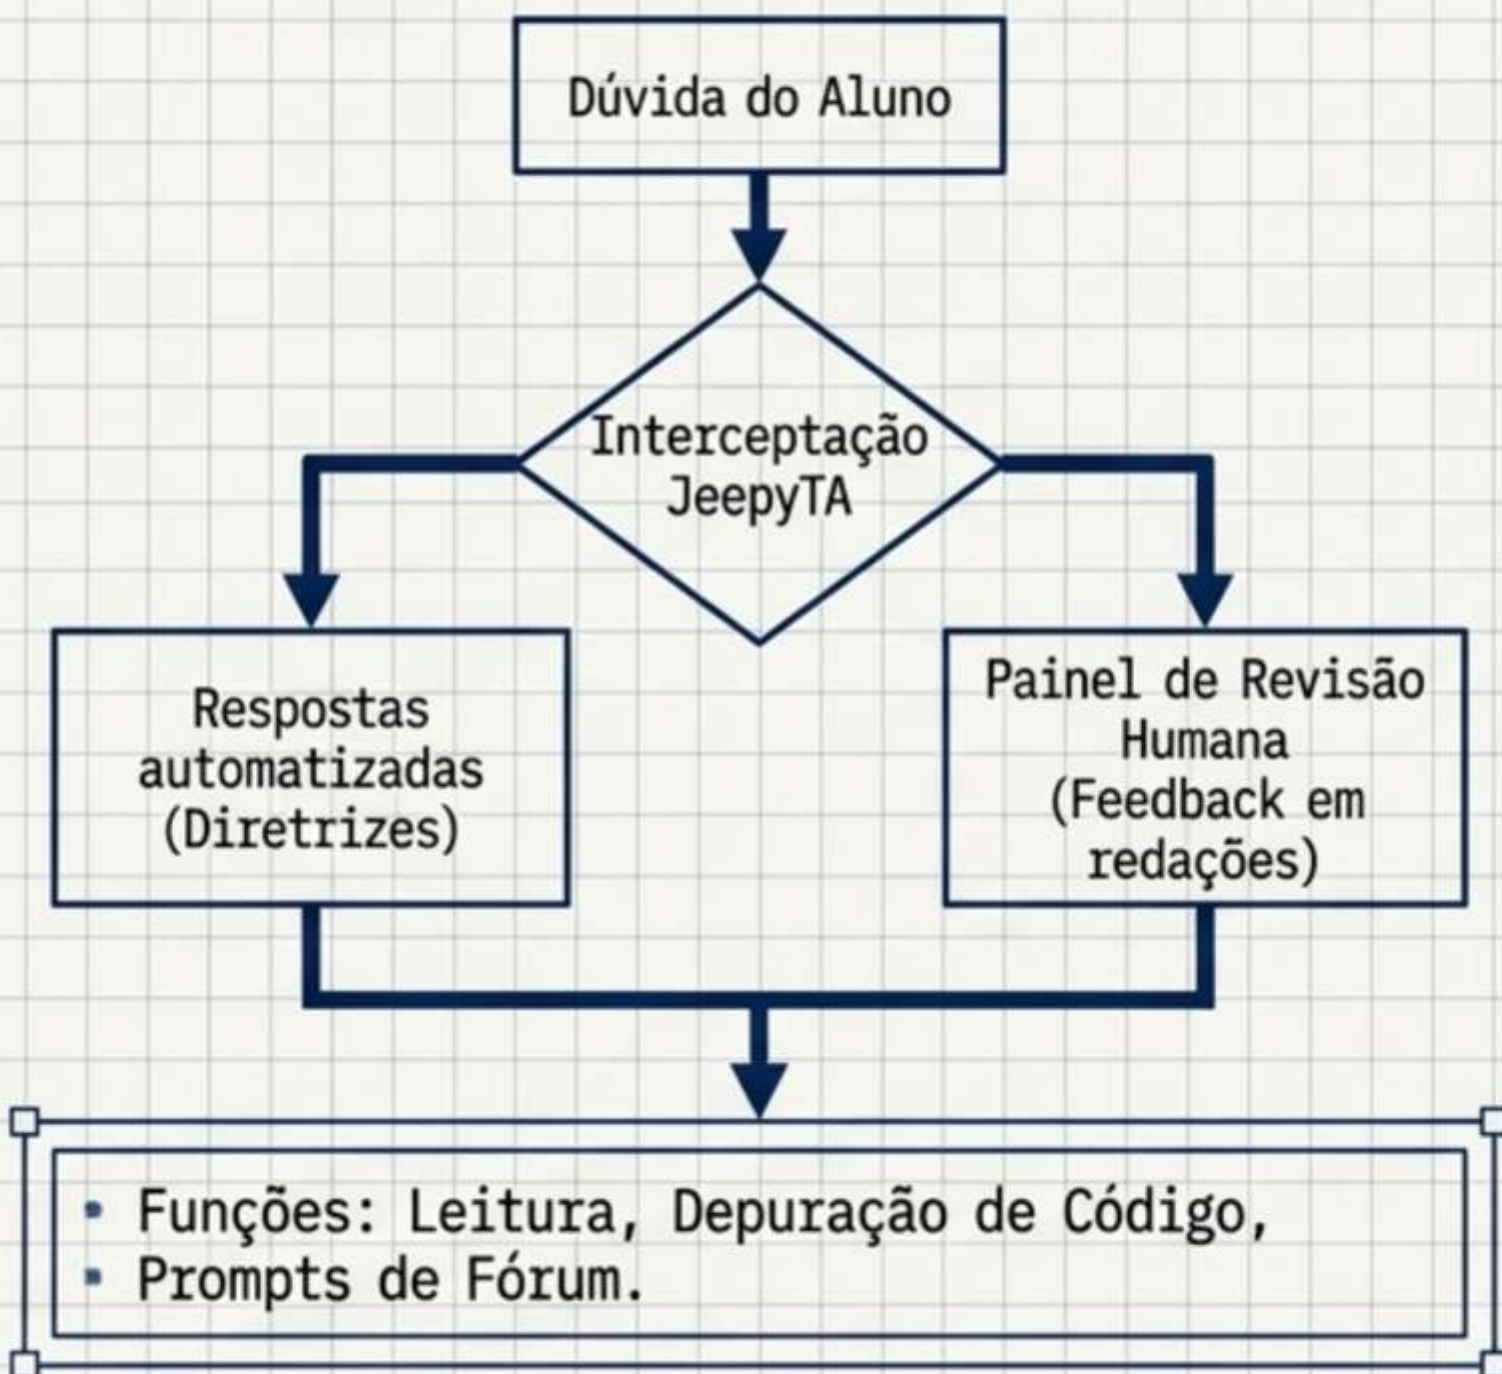 Dúvida do Aluno
Interceptação
JeepyTA
Respostas
automatizadas
(Diretrizes)
Painel de Revisão
Humana
(Feedback em
redações)
• Funções: Leitura, Depuração de Código,
• Prompts de Fórum.